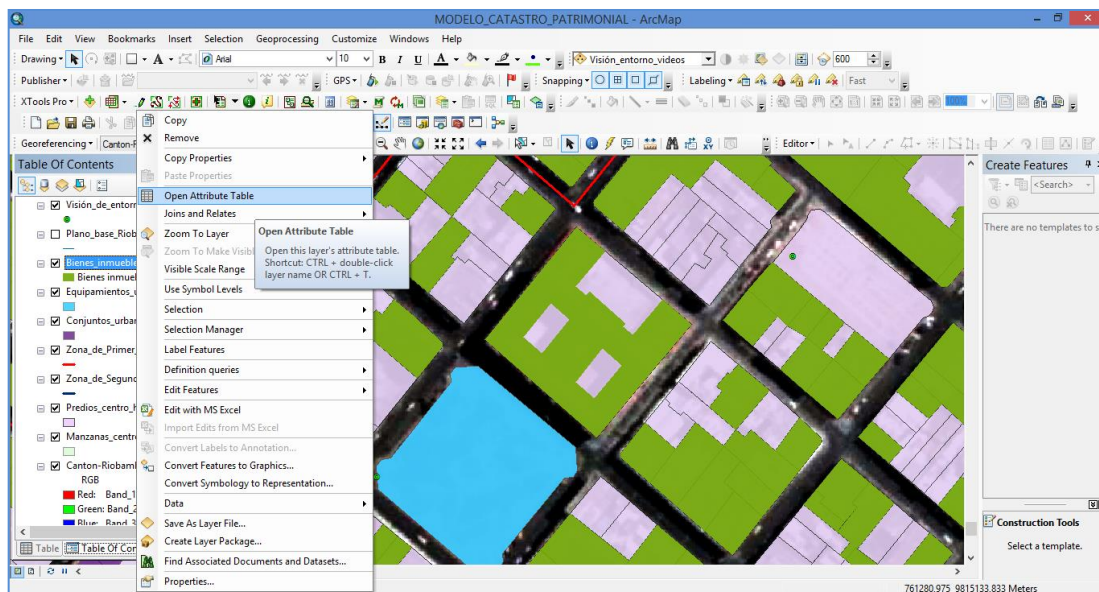 MODELO_CATASTRO_PATRIMONIAL - ArcMap
File Edit View Bookmarks Insert Selection Geoprocessing Customize Windows Help
Drawing A Arial 10 B I U A Visión_entorno_videos 600
Publisher GPS Snapping Labeling Fast
XTools Pro 100%
Georeferencing Editor
Table Of Contents
Visión_de_entor
Plano_base_Riob
Bienes_inmueble
Bienes inmuel
Equipamientos_u
Conjuntos_urbar
Zona_de_Primer_
Zona_de_Segund
Predios_centro_h
Manzanas_centr
Canton-Riobaml
RGB
Red: Band_1
Green: Band_2
Blue: Band_3
Table Table Of Con
Copy
Remove
Copy Properties
Paste Properties
Open Attribute Table
Joins and Relates
Zoom To Layer
Zoom To Make Visib
Visible Scale Range
Use Symbol Levels
Selection
Selection Manager
Label Features
Definition queries
Edit Features
Edit with MS Excel
Import Edits from MS Excel
Convert Labels to Annotation...
Convert Features to Graphics...
Convert Symbology to Representation...
Data
Save As Layer File...
Create Layer Package...
Find Associated Documents and Datasets...
Properties...
Open Attribute Table
Open this layer's attribute table.
Shortcut: CTRL + double-click
layer name OR CTRL + T.
Create Features
<Search>
There are no templates to s
Construction Tools
Select a template.
761280.975 9815133.833 Meters